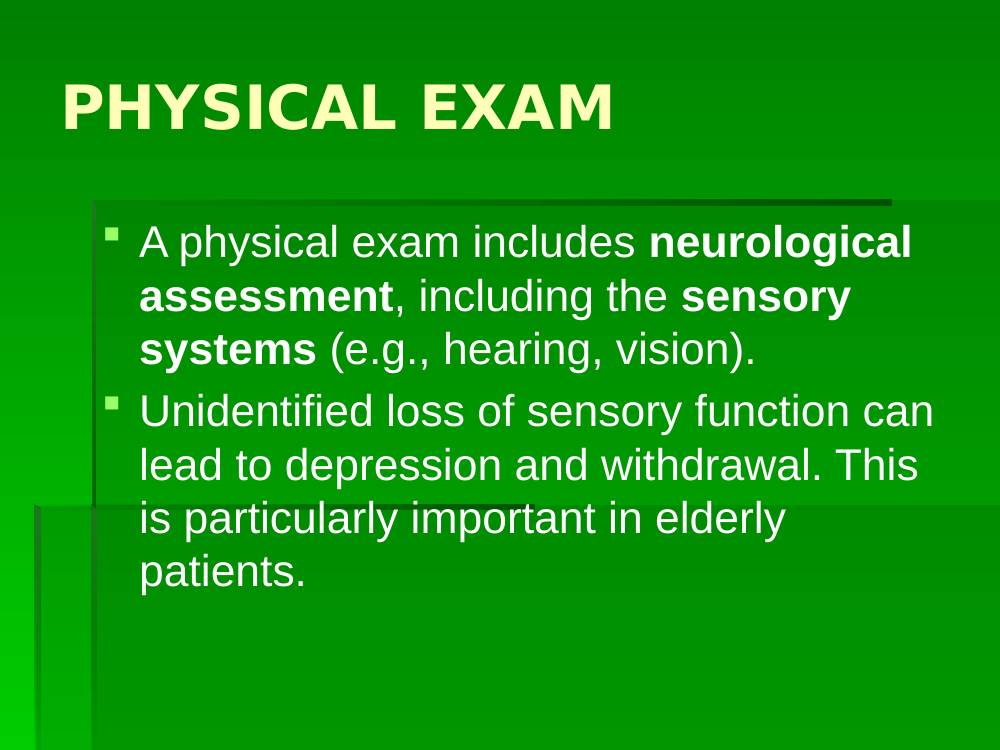 PHYSICAL EXAM
A physical exam includes neurological
assessment, including the sensory
systems (e.g., hearing, vision).
Unidentified loss of sensory function can
lead to depression and withdrawal. This
is particularly important in elderly
patients.